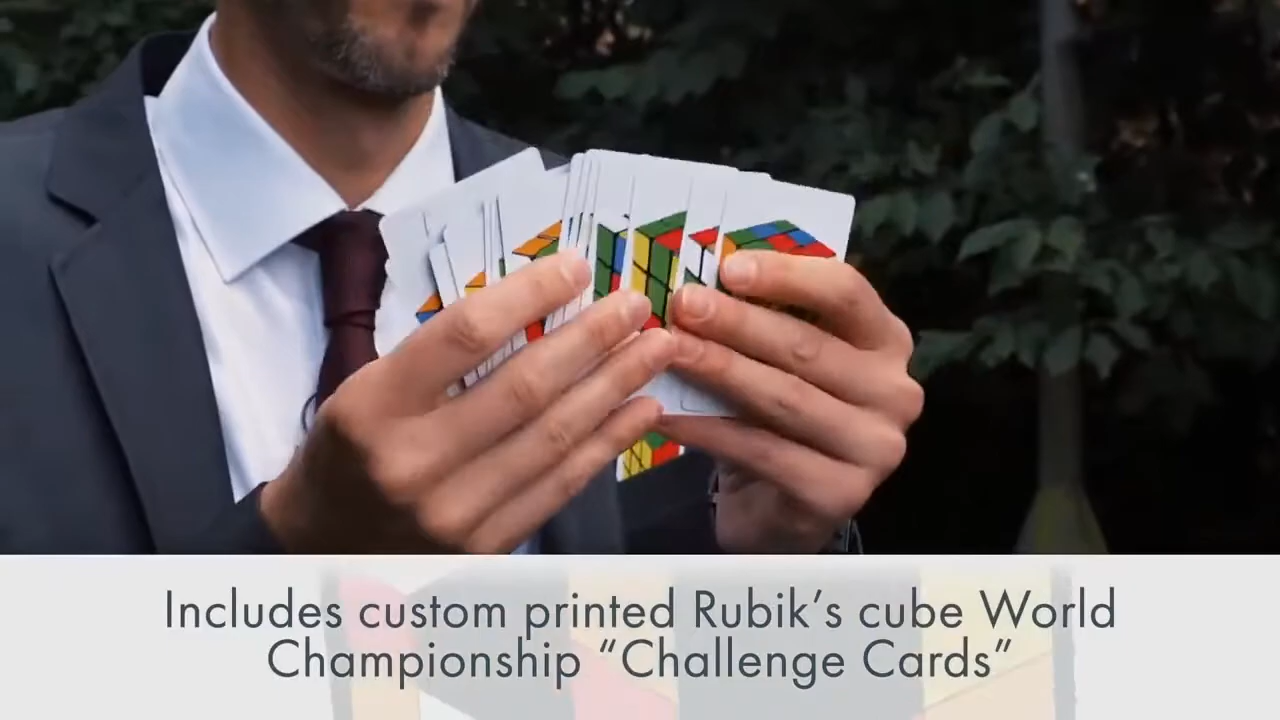 Includes custom printed Rubik’s cube World
Championship “Challenge Cards”